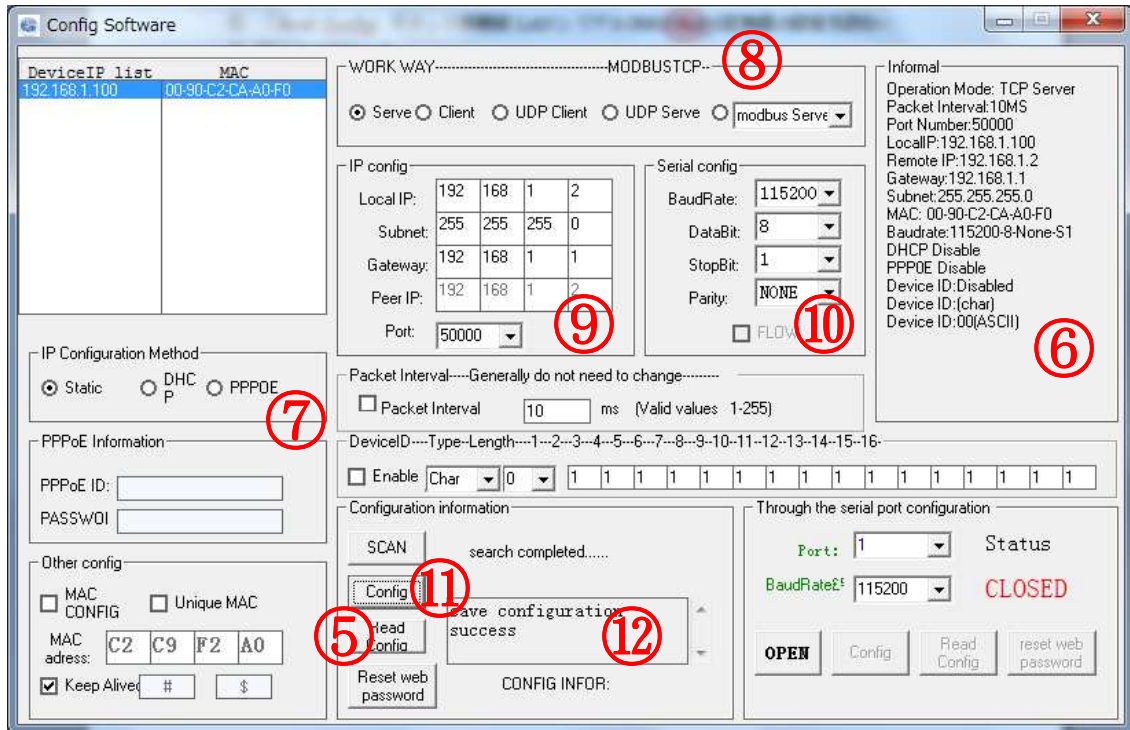 Config Software
DeviceIP list MAC
192.168.1.100 00-90-C2-CA-A0-F0
WORK WAY------------------------------------MODBUSTCP--
⑧
Serve Client UDP Client UDP Serve modbus Serve
IP config
Local IP: 192 168 1 2
Subnet: 255 255 255 0
Gateway: 192 168 1 1
Peer IP: 192 168 1 2
Port: 50000
⑨
Serial config
BaudRate: 115200
DataBit: 8
StopBit: 1
Parity: NONE
FLOW
⑩
Informal
Operation Mode: TCP Server
Packet Interval:10MS
Port Number:50000
LocalIP:192.168.1.100
Remote IP:192.168.1.2
Gateway:192.168.1.1
Subnet:255.255.255.0
MAC: 00-90-C2-CA-A0-F0
Baudrate:115200-8-None-S1
DHCP Disable
PPPOE Disable
Device ID:Disabled
Device ID:(char)
Device ID:00(ASCII)
⑥
IP Configuration Method
Static DHC
P PPPOE
⑦
Packet Interval----Generally do not need to change---------
Packet Interval 10 ms (Valid values 1-255)
PPPoE Information
PPPoE ID:
PASSWOI
DeviceID----Type--Length----1---2---3---4---5---6---7---8---9--10-11--12--13-14--15-16-
Enable Char 0 1 1 1 1 1 1 1 1 1 1 1 1 1 1 1 1
Other config
MAC
CONFIG Unique MAC
MAC
adress: C2 C9 F2 A0
Keep Alived # $
Configuration information
SCAN search completed......
Config ⑪
⑤ Read
Config
save configuration
success
⑫
Reset web
password
CONFIG INFOR:
Through the serial port configuration
Port: 1 Status
BaudRate£º 115200 CLOSED
OPEN Config Read
Config reset web
password